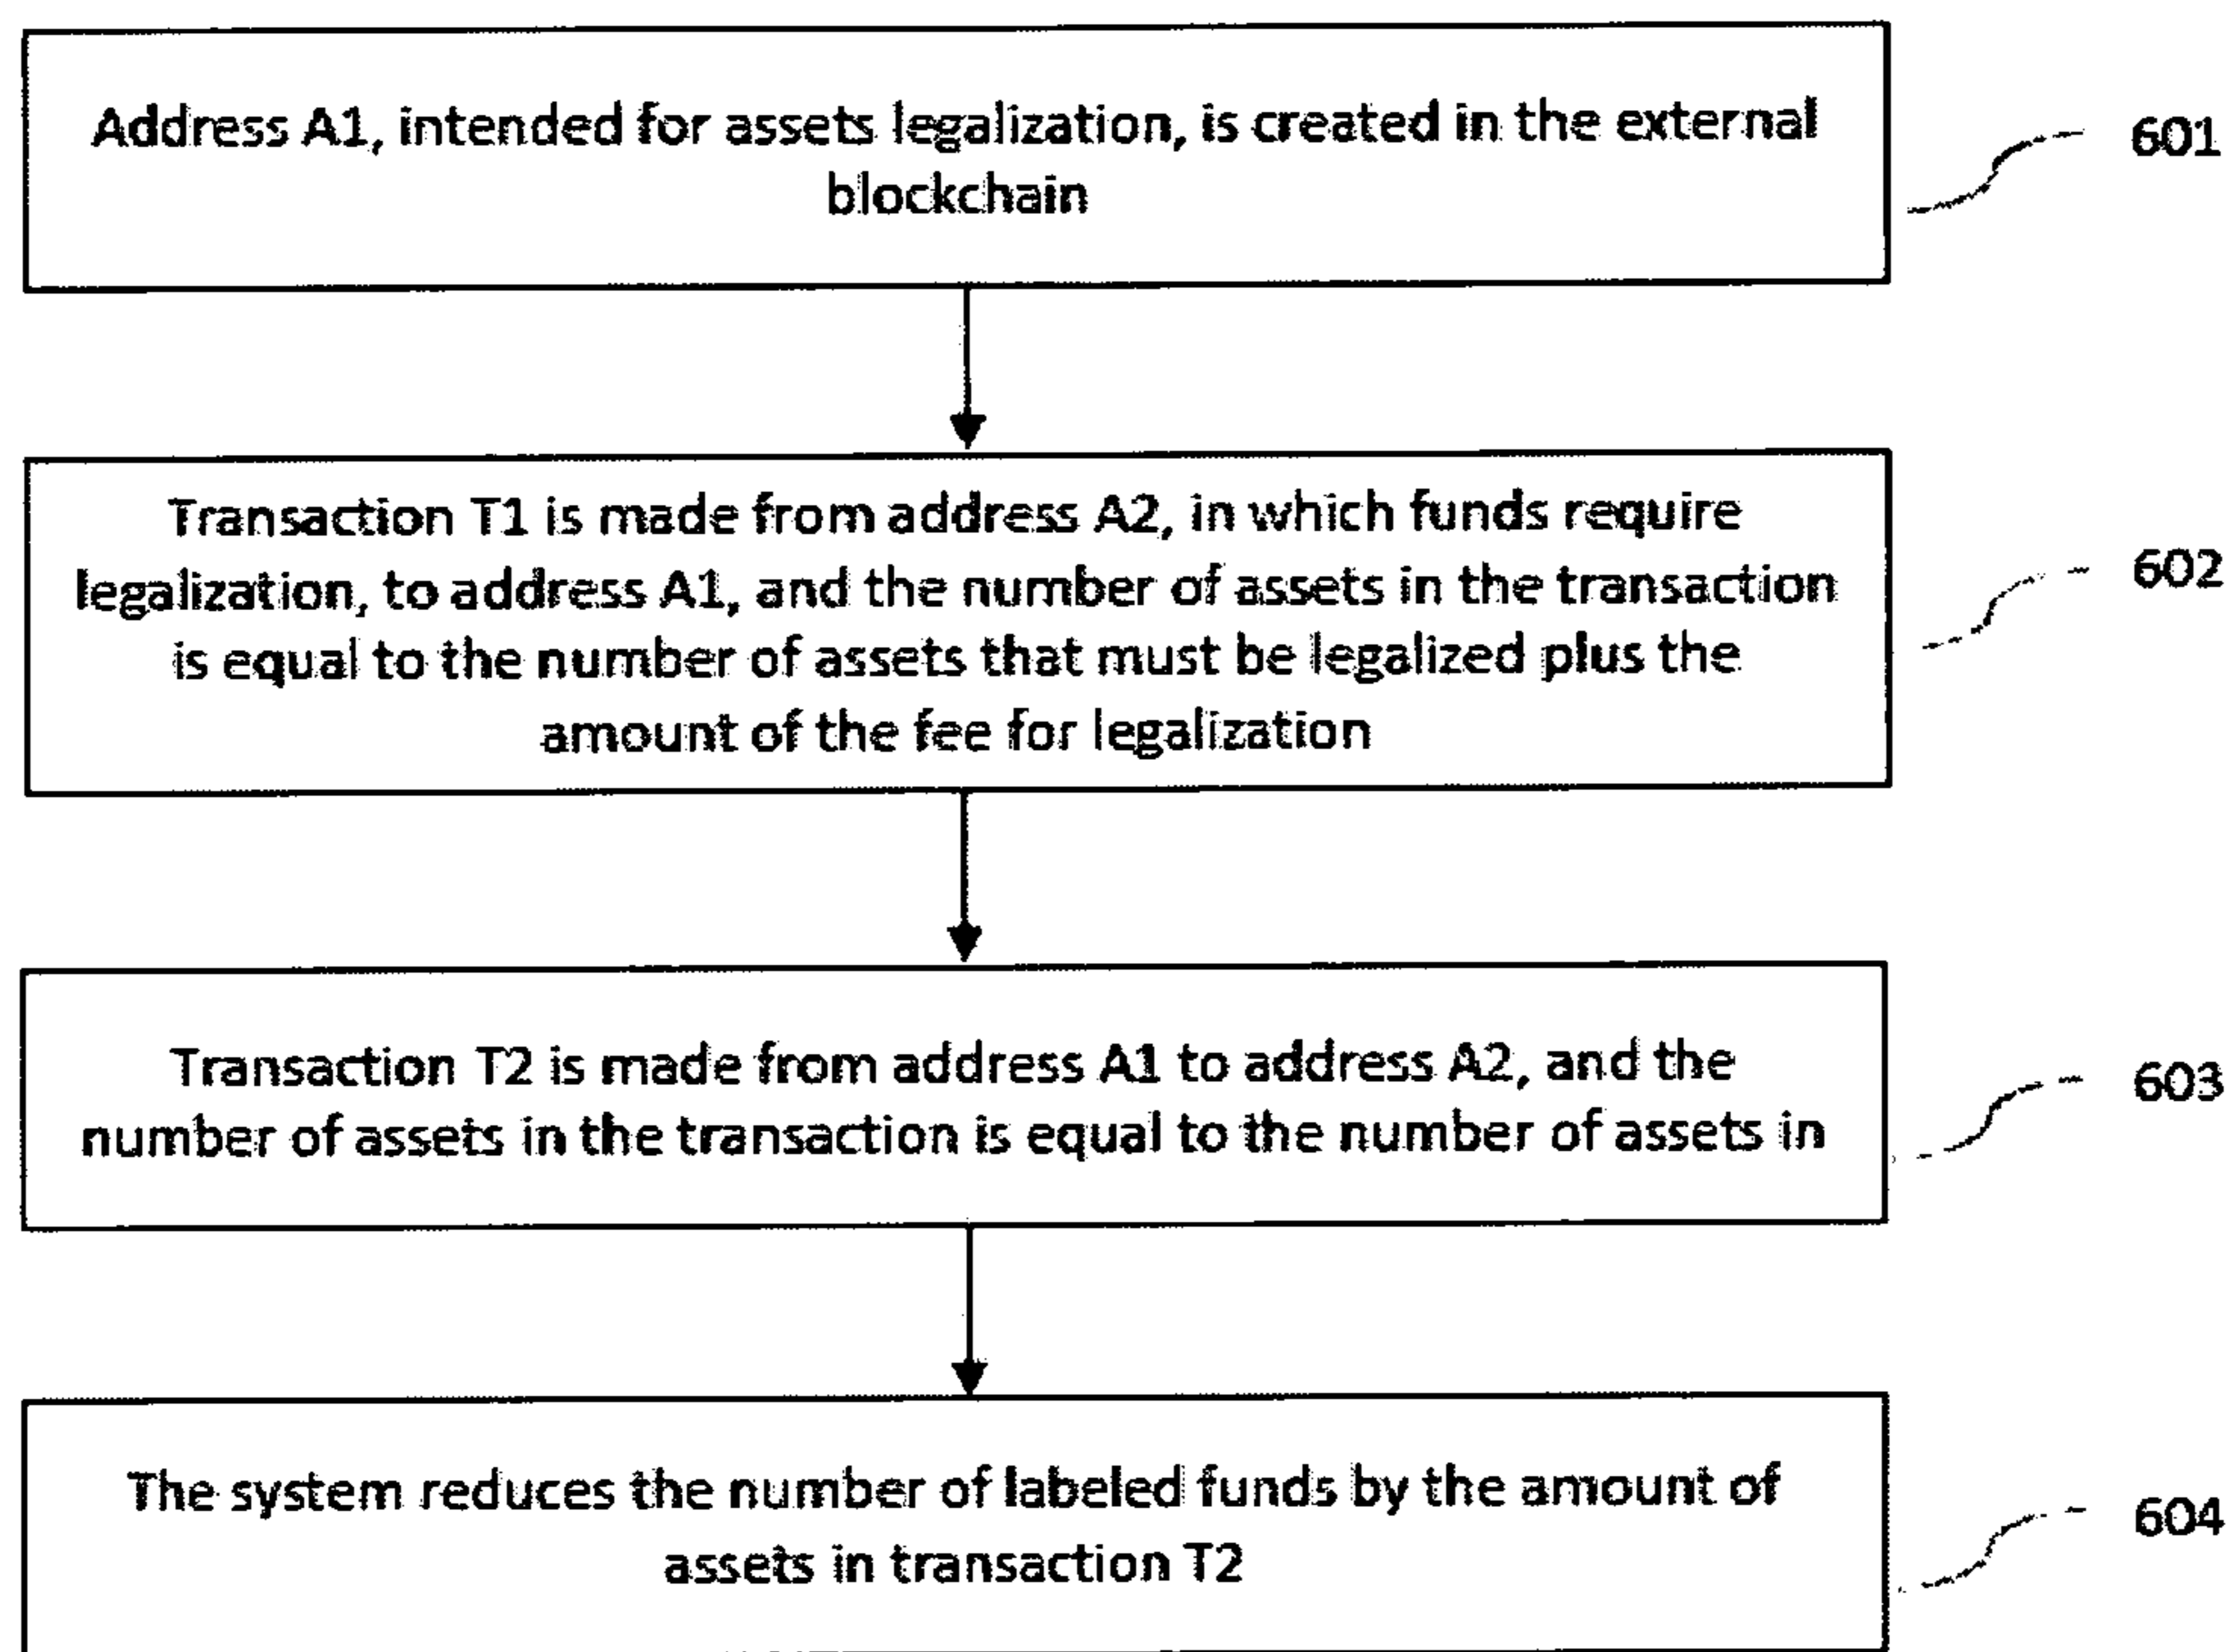 Address A1, intended for assets legalization, is created in the external
blockchain
601
Transaction T1 is made from address A2, in which funds require
legalization, to address A1, and the number of assets in the transaction
is equal to the number of assets that must be legalized plus the
amount of the fee for legalization
602
Transaction T2 is made from address A1 to address A2, and the
number of assets in the transaction is equal to the number of assets in
603
The system reduces the number of labeled funds by the amount of
assets in transaction T2
604